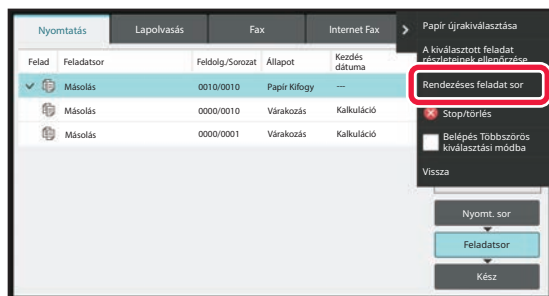 Nyomtatás Lapolvasás Fax Internet Fax
Felad Feladatsor Feldolg./Sorozat Állapot Kezdés dátuma
Másolás 0010/0010 Papír Kifogy ---
Másolás 0000/0010 Várakozás Kalkuláció
Másolás 0000/0001 Várakozás Kalkuláció
Papír újrakiválasztása
A kiválasztott feladat
részleteinek ellenőrzése
Rendezéses feladat sor
Stop/törlés
Belépés Többszörös
kiválasztási módba
Vissza
Nyomt. sor
Feladatsor
Kész